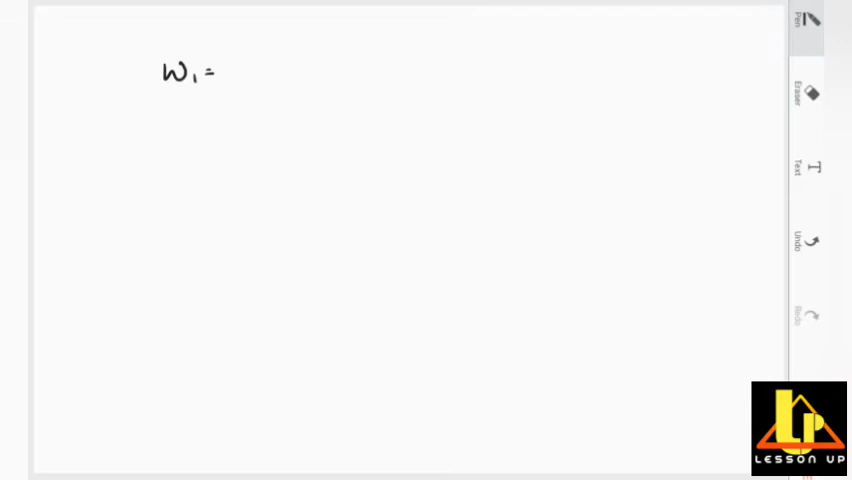 W₁ =
Pen
Eraser
Text
Undo
Redo
LESSON UP